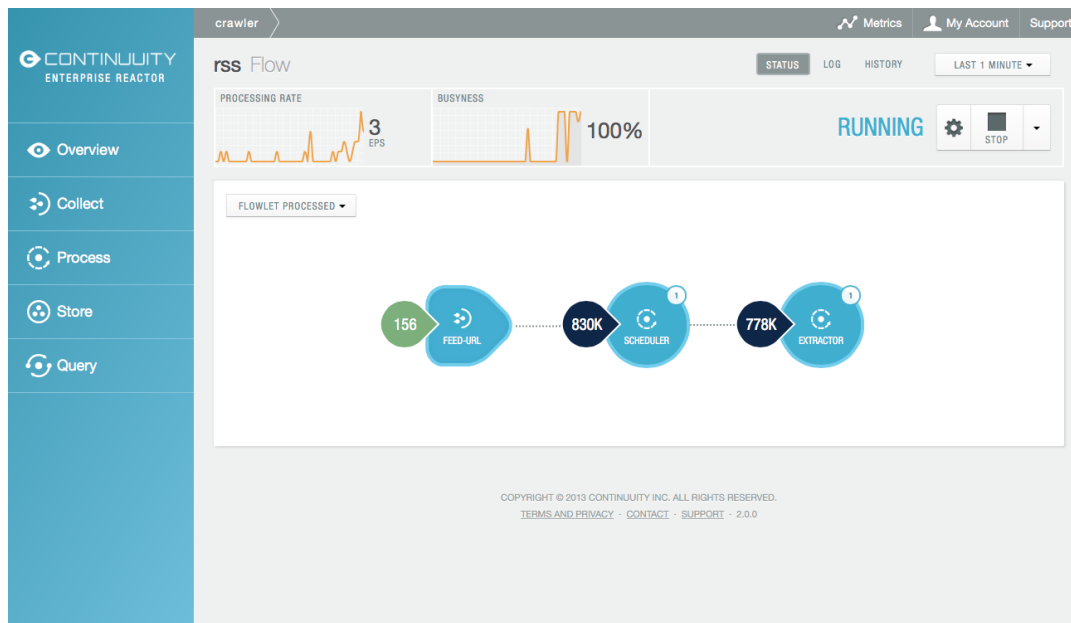 crawler
Metrics
My Account
Support
CONTINUUITY
ENTERPRISE REACTOR
Overview
Collect
Process
Store
Query
rss Flow
STATUS
LOG
HISTORY
LAST 1 MINUTE
PROCESSING RATE
3
EPS
BUSYNESS
100%
RUNNING
STOP
FLOWLET PROCESSED
156
FEED-URL
830K
SCHEDULER
1
778K
EXTRACTOR
1
COPYRIGHT © 2013 CONTINUUITY INC. ALL RIGHTS RESERVED.
TERMS AND PRIVACY · CONTACT · SUPPORT · 2.0.0